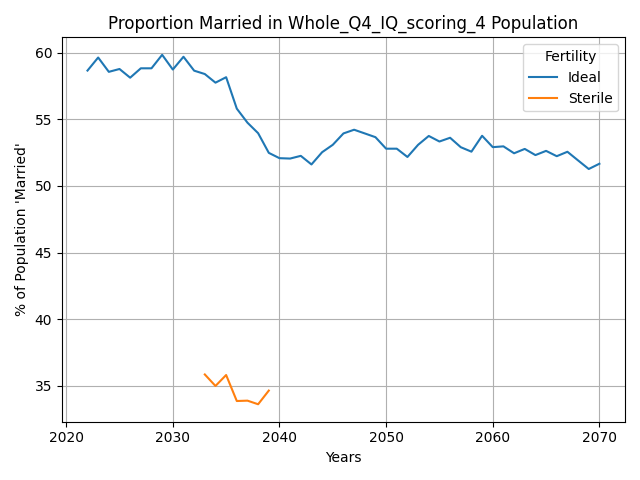 Proportion Married in Whole_Q4_IQ_scoring_4 Population
% of Population 'Married'
60
55
50
45
40
35
Fertility
Ideal
Sterile
2020 2030 2040 2050 2060 2070
Years